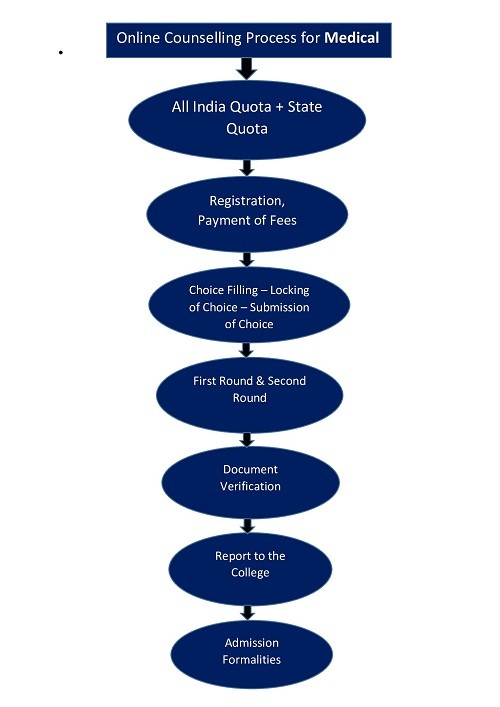 Online Counselling Process for Medical
All India Quota + State
Quota
Registration,
Payment of Fees
Choice Filling – Locking
of Choice – Submission
of Choice
First Round & Second
Round
Document
Verification
Report to the
College
Admission
Formalities